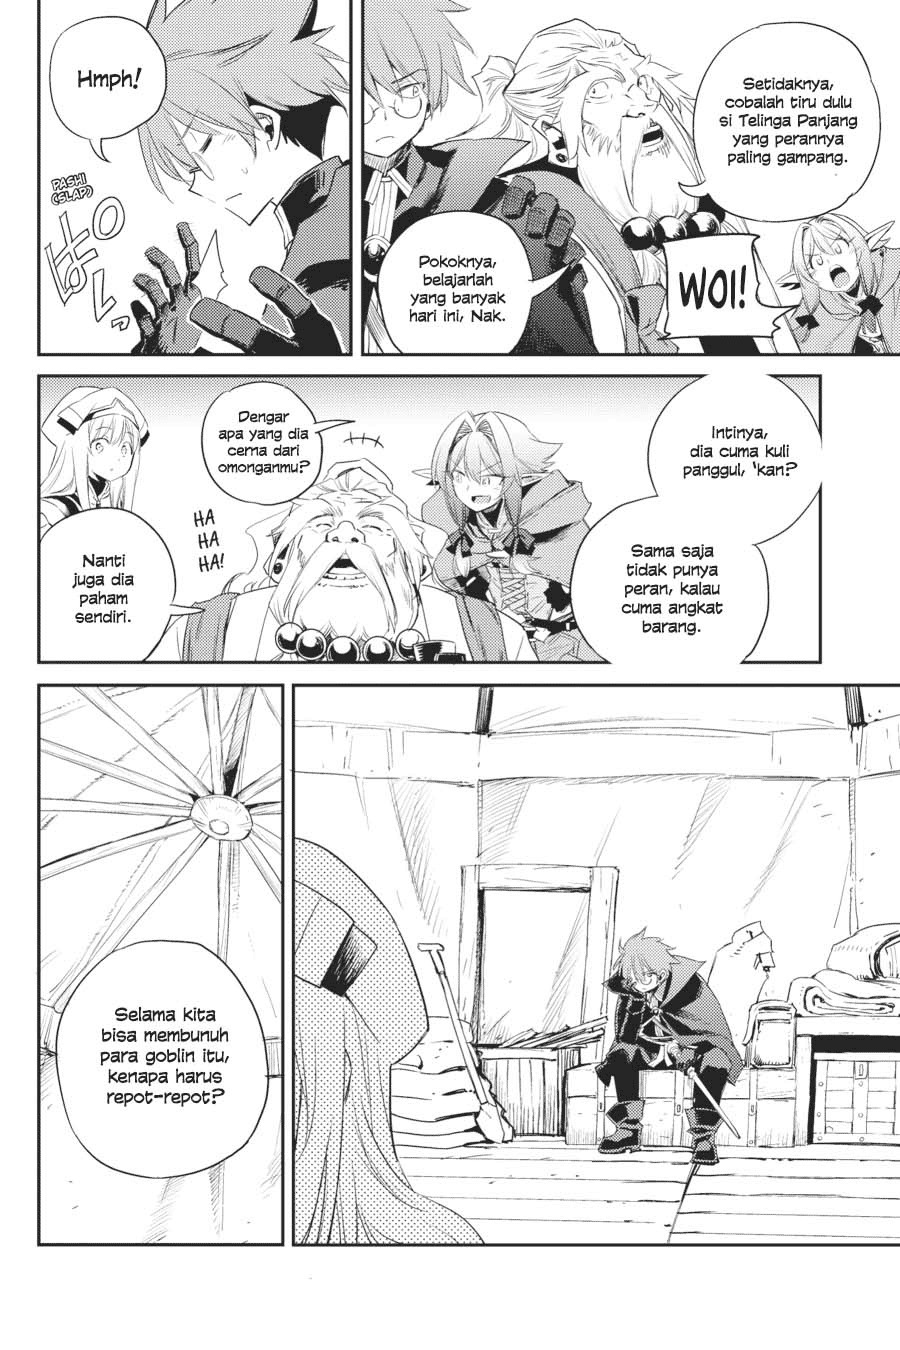 Setidaknya,
cobalah tiru dulu
si Telinga Panjang
yang perannya
paling gampang.
WOI!
Pokoknya,
belajarlah
yang banyak
hari ini, Nak.
Hmph!
PASHI
(SLAP)
Intinya,
dia cuma kuli
panggul, 'kan?
Sama saja
tidak punya
peran, kalau
cuma angkat
barang.
Dengar
apa yang dia
cerna dari
omonganmu?
HA
HA
HA!
Nanti
juga dia
paham
sendiri.
Selama kita
bisa membunuh
para goblin itu,
kenapa harus
repot-repot?